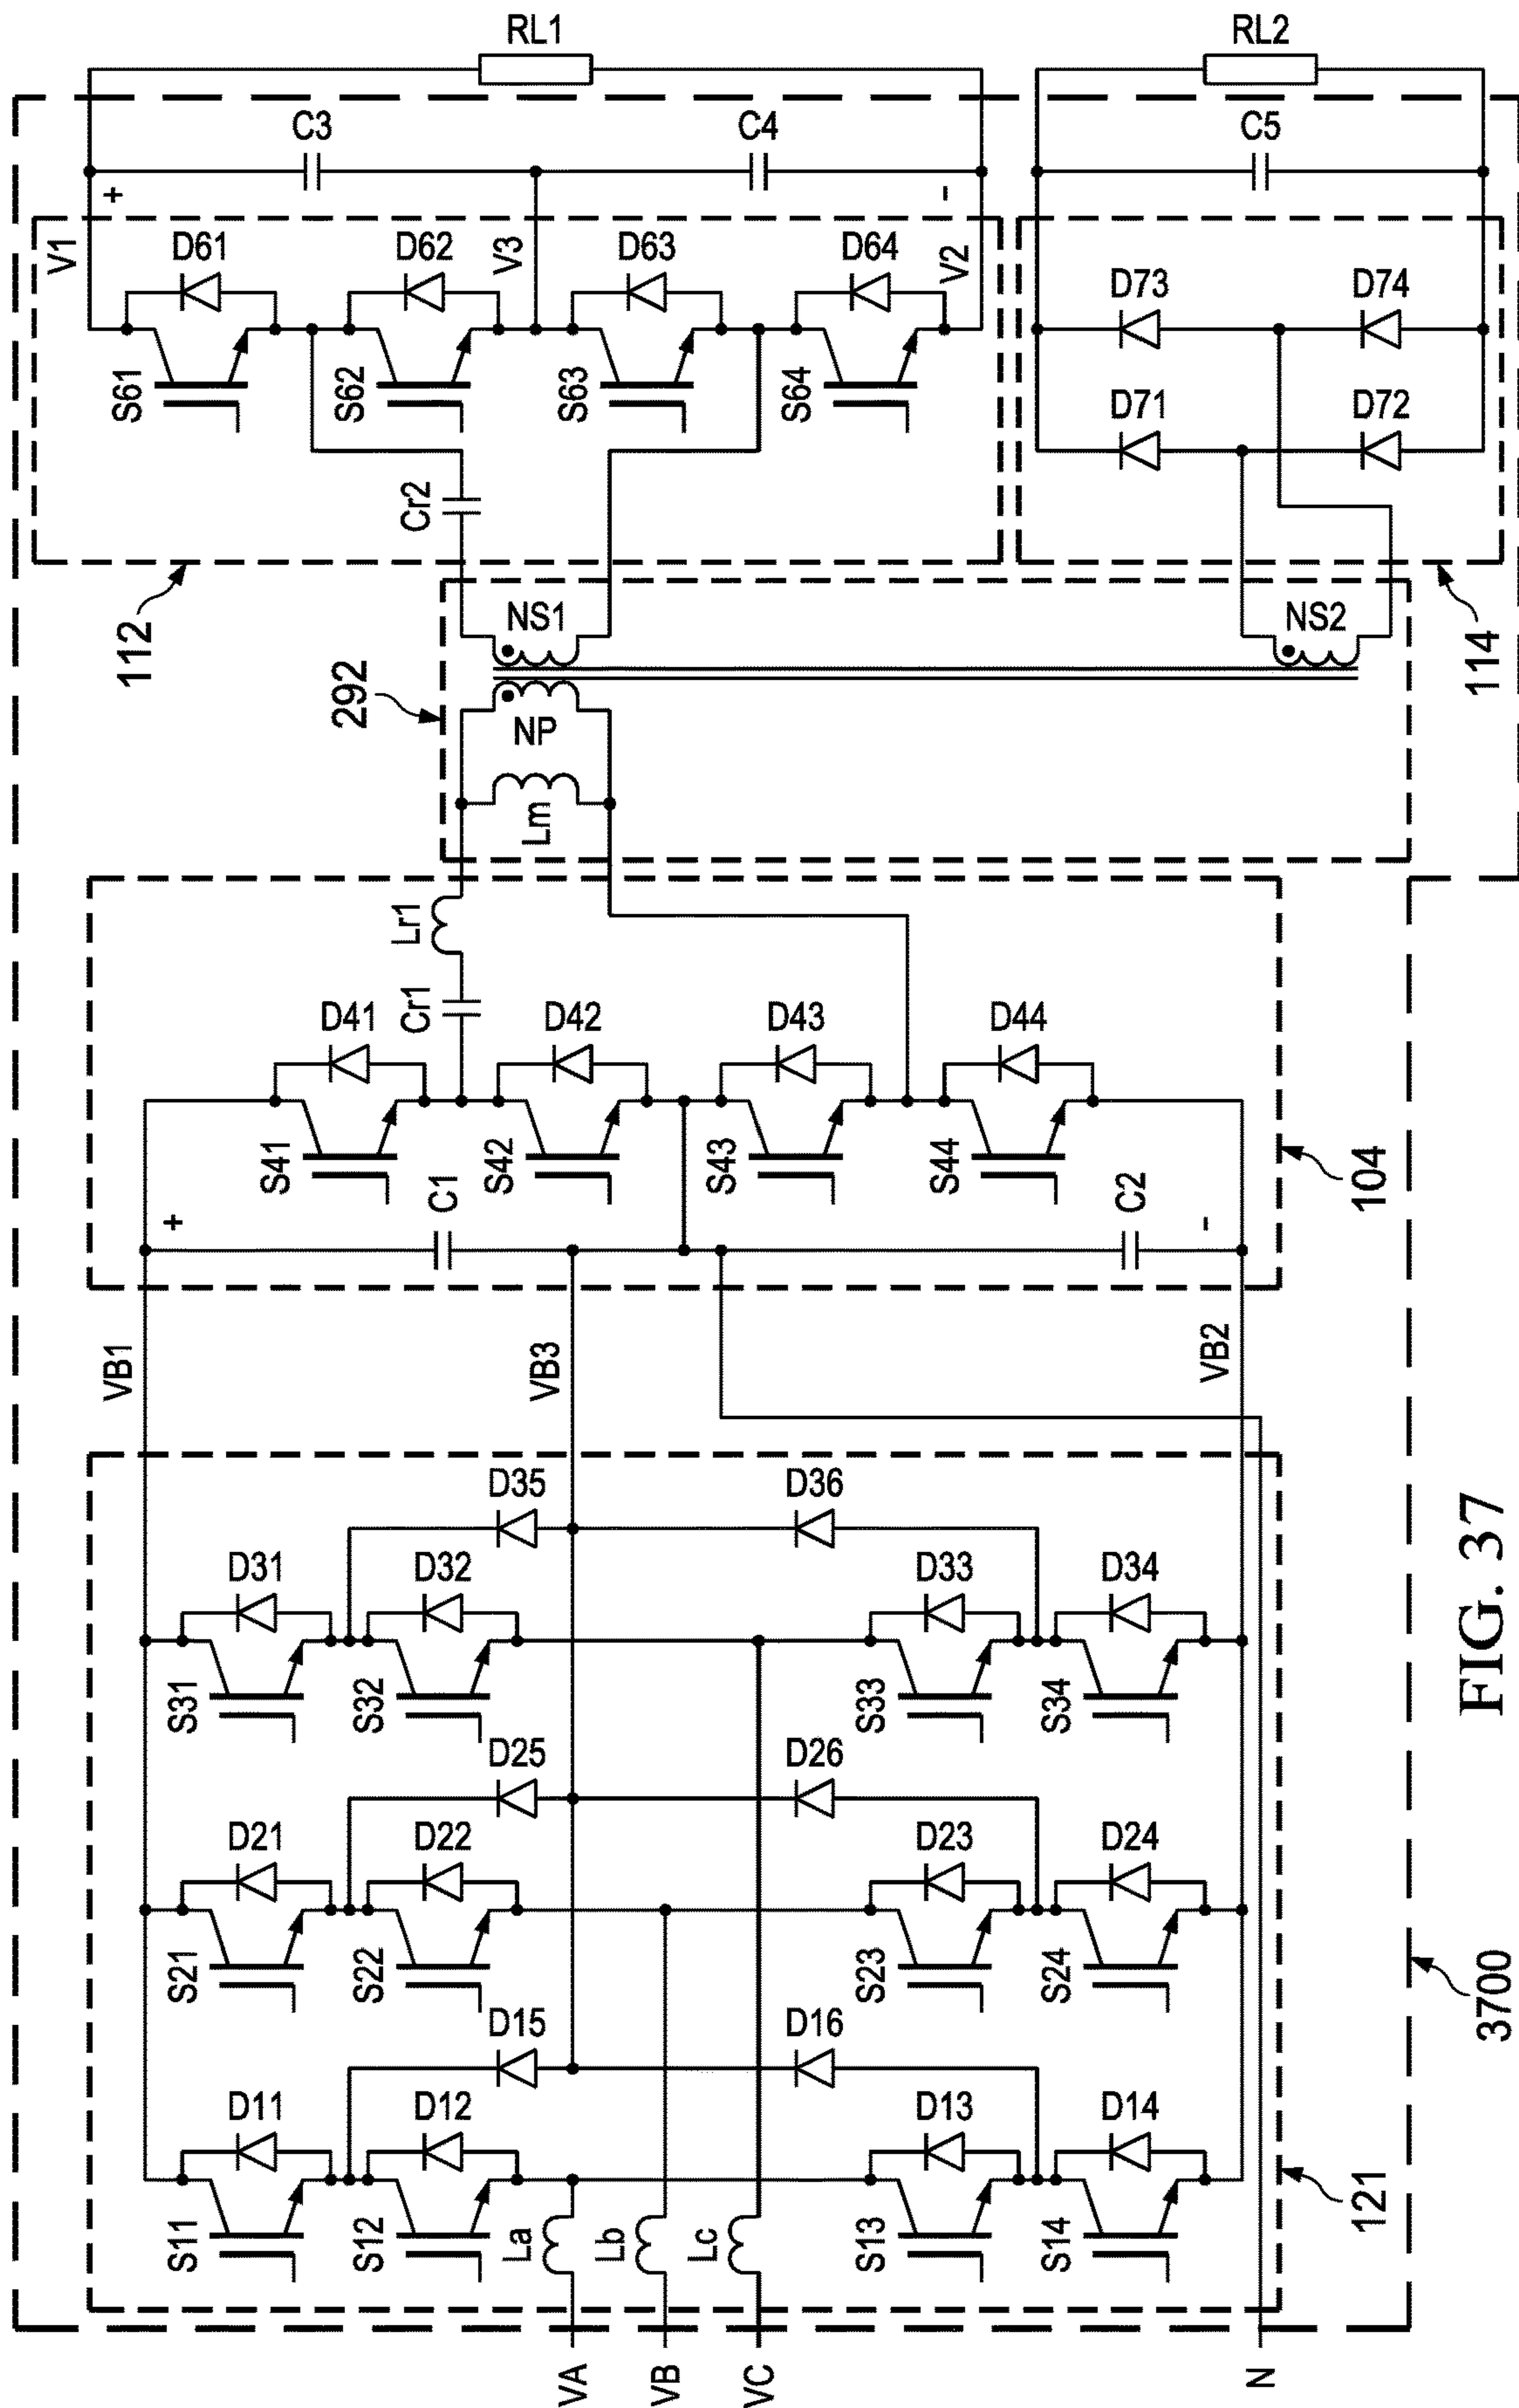 RL1
RL2
C3
C4
C5
+
-
V1
D61
D62
V3
D63
D64
V2
D73
D74
S61
S62
S63
S64
D71
D72
Cr2
112
NS1
NS2
114
292
NP
Lm
Lr1
Cr1
D41
D42
D43
D44
S41
S42
S43
S44
104
C1
C2
+
-
VB1
VB3
VB2
D35
D36
D31
D32
D33
D34
S31
S32
S33
S34
D25
D26
D21
D22
D23
D24
S21
S22
S23
S24
D15
D16
D11
D12
D13
D14
S11
S12
S13
S14
La
Lb
Lc
121
3700
VA
VB
VC
N
FIG. 37